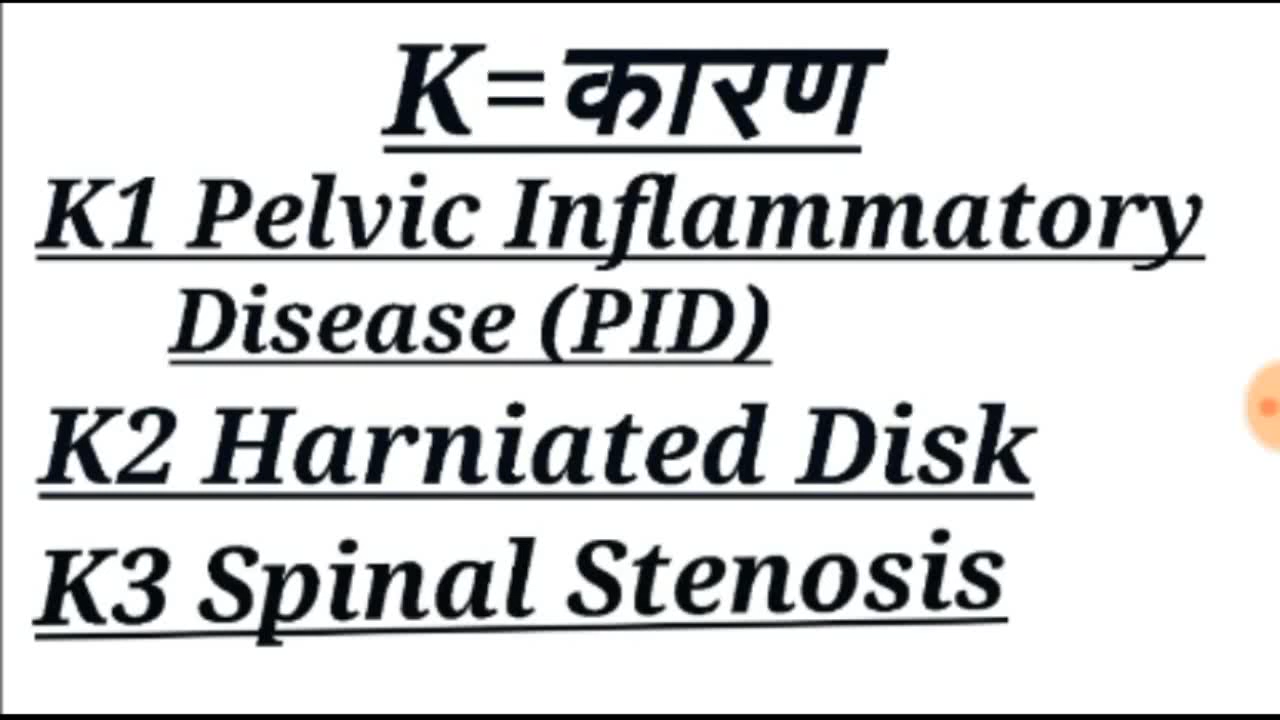 K=कारण
K1 Pelvic Inflammatory
Disease (PID)
K2 Harniated Disk
K3 Spinal Stenosis